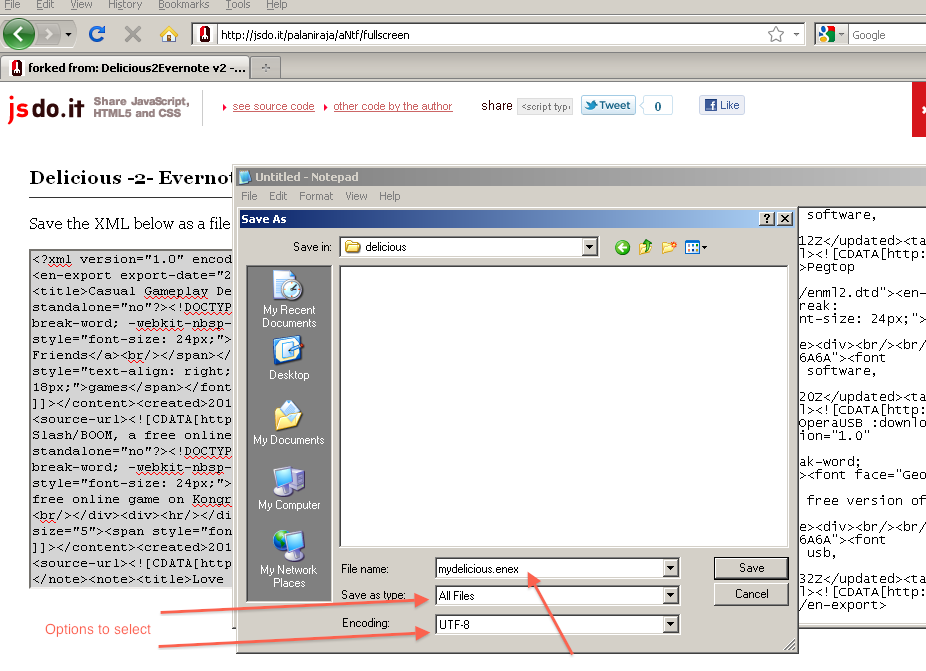 File Edit View History Bookmarks Tools Help
http://jsdo.it/palaniraja/aNtf/fullscreen
Google
forked from: Delicious2Evernote v2 -...
jsdo.it Share JavaScript,
HTML5 and CSS
see source code
other code by the author
share
<script typ
Tweet
0
Like
Delicious -2- Evernot
Save the XML below as a file
<?xml version="1.0" encod
<en-export export-date="2
<title>Casual Gameplay De
standalone="no"?><!DOCTYP
break-word; -webkit-nbsp-
style="font-size: 24px;">
Friends</a><br/></span></
style="text-align: right;
18px;">games</span></font
]]></content><created>201
<source-url><![CDATA[http
Slash/BOOM, a free online
standalone="no"?><!DOCTYP
break-word; -webkit-nbsp-
style="font-size: 24px;">
free online game on Kongr
<br/></div><div><hr/></di
size="5"><span style="fon
]]></content><created>201
<source-url><![CDATA[http
</note><note><title>Love
Untitled - Notepad
File Edit Format View Help
Save As
Save in:
delicious
My Recent
Documents
Desktop
My Documents
My Computer
My Network
Places
File name:
mydelicious.enex
Save
Save as type:
All Files
Cancel
Encoding:
UTF-8
software,
12Z</updated><ta
l><![CDATA[http:
>Pegtop
/enml2.dtd"><en-
reak:
nt-size: 24px;">
e><div><br/><br/
6A6A"><font
software,
20Z</updated><ta
l><![CDATA[http:
OperaUSB :downlo
ion="1.0"
ak-word;
><font face="Geo
free version of
e><div><br/><br/
6A6A"><font
usb,
32Z</updated><ta
l><![CDATA[http:
/en-export>
Options to select